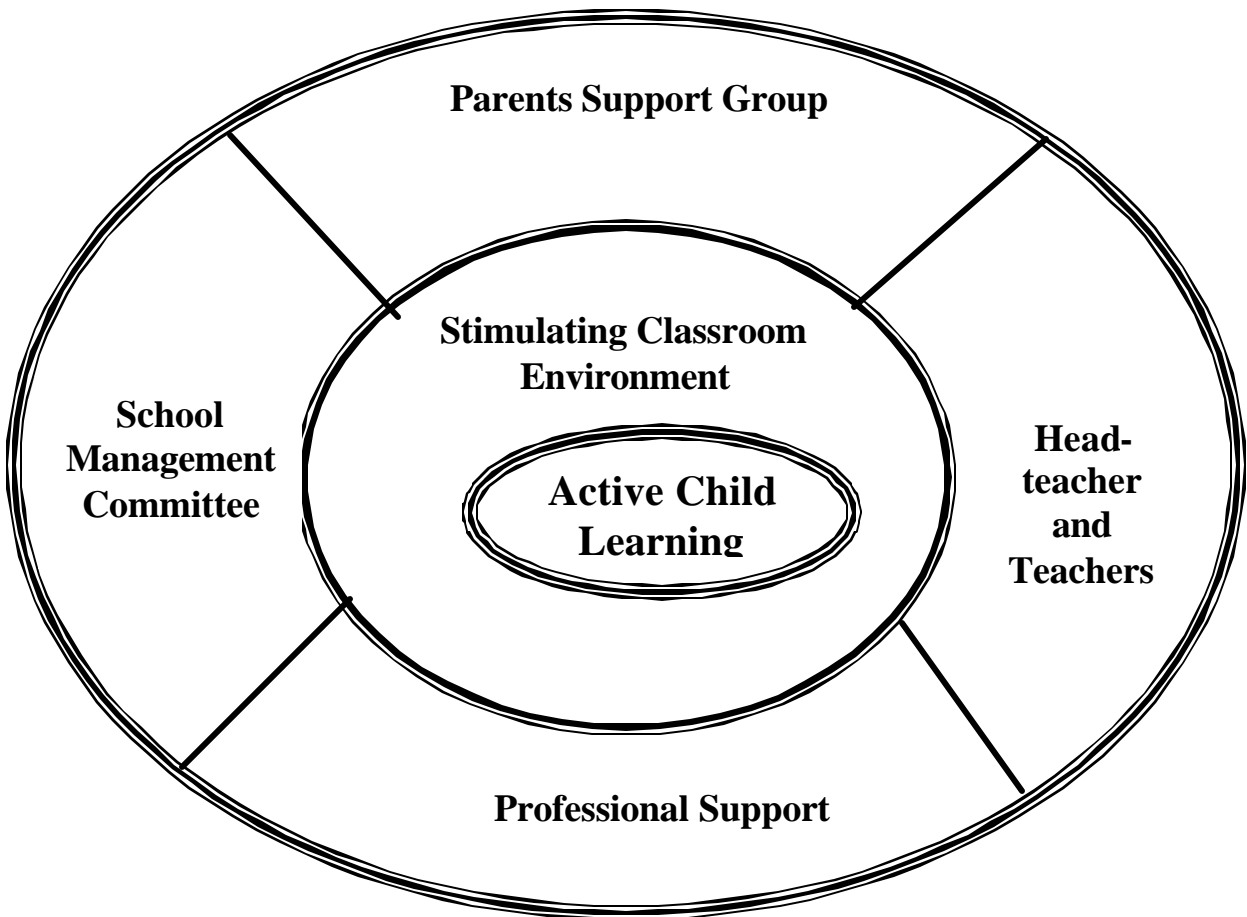 Parents Support Group
Stimulating Classroom
Environment
School
Management
Committee
Active Child
Learning
Head-
teacher
and
Teachers
Professional Support